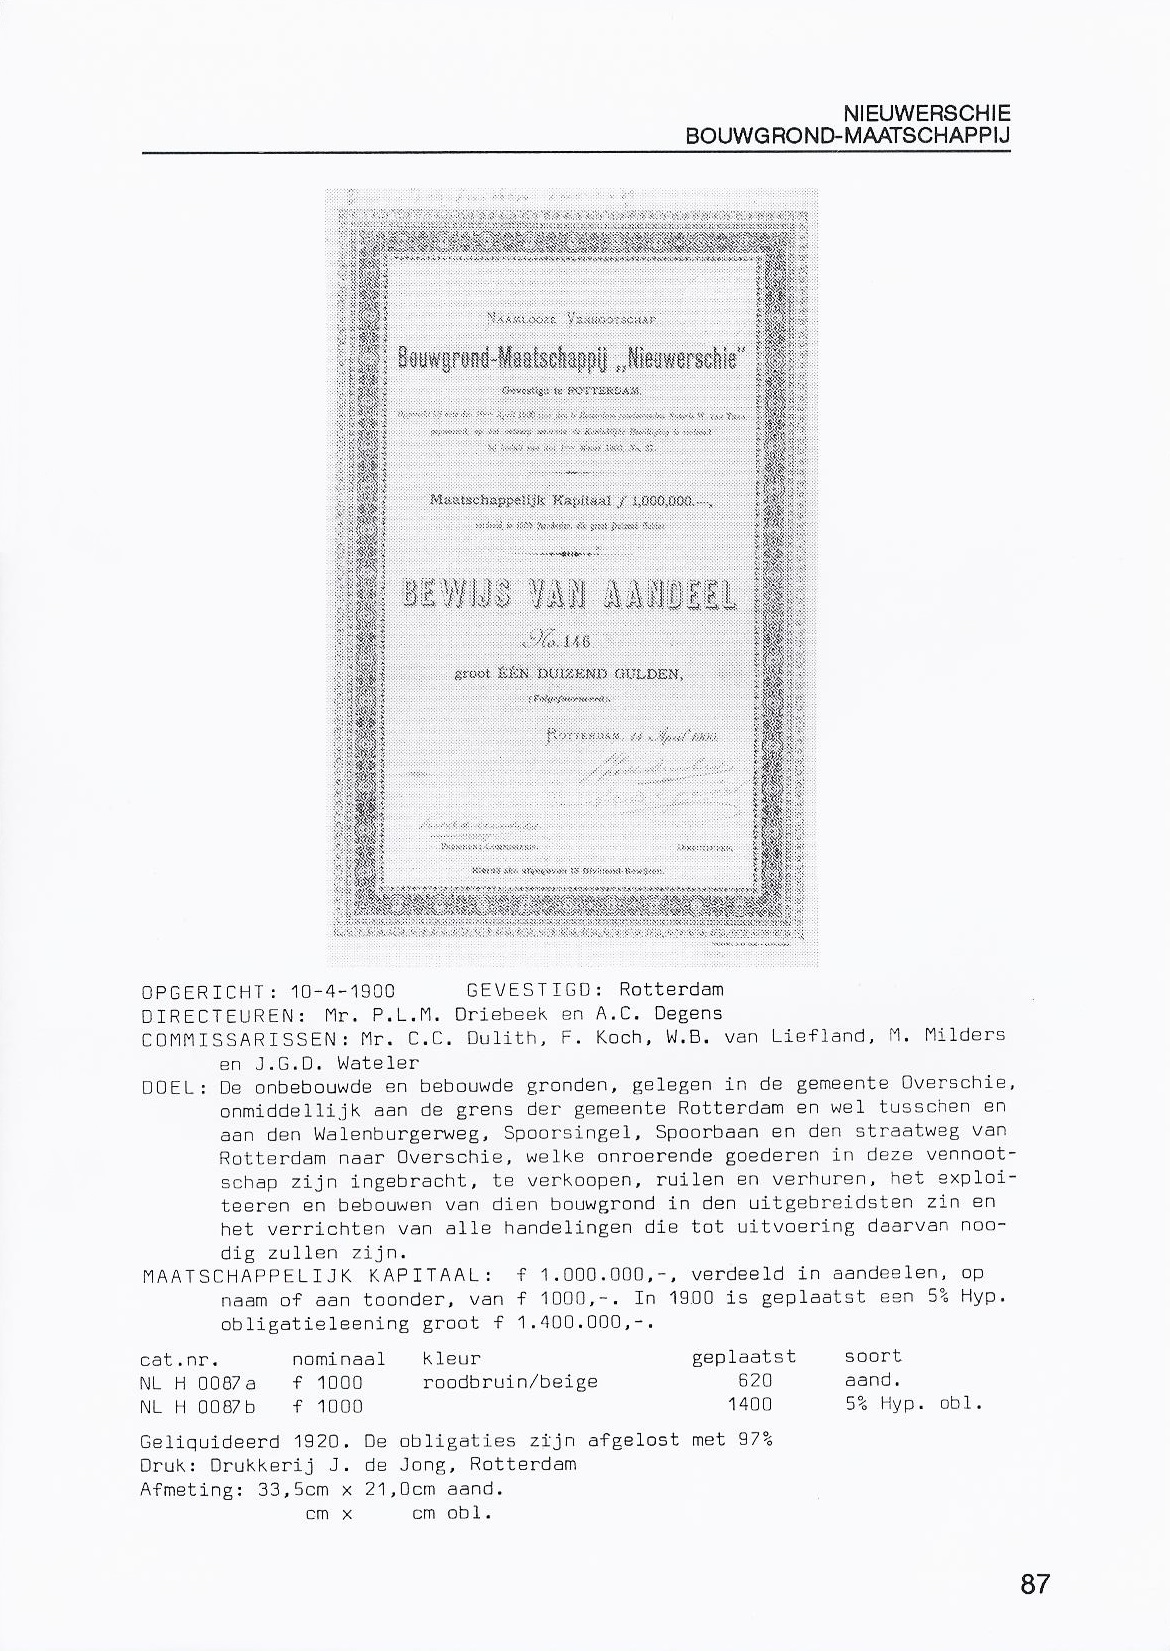 NIEUWERSCHIE
BOUWGROND-MAATSCHAPPIJ
NAAMLOOZE VENNOOTSCHAP
Bouwgrond-Maatschappij „Nieuwerschie"
Gevestigd te ROTTERDAM.
Maatschappelijk Kapitaal f 1,000,000.—,
BEWIJS VAN AANDEEL
No. 146
groot ÉÉN DUIZEND GULDEN,
(Volgefourneerd).
ROTTERDAM, 14 April 1900.
DIRECTEUREN.
Hierbij zijn afgegeven Dividend-Bewijzen.
OPGERICHT: 10-4-1900 GEVESTIGD: Rotterdam
DIRECTEUREN: Mr. P.L.M. Driebeek en A.C. Degens
COMMISSARISSEN: Mr. C.C. Dulith, F. Koch, W.B. van Liefland, M. Milders
en J.G.D. Wateler
DOEL: De onbebouwde en bebouwde gronden, gelegen in de gemeente Overschie,
onmiddellijk aan de grens der gemeente Rotterdam en wel tusschen en
aan den Walenburgerweg, Spoorsingel, Spoorbaan en den straatweg van
Rotterdam naar Overschie, welke onroerende goederen in deze vennoot-
schap zijn ingebracht, te verkoopen, ruilen en verhuren, het exploi-
teeren en bebouwen van dien bouwgrond in den uitgebreidsten zin en
het verrichten van alle handelingen die tot uitvoering daarvan noo-
dig zullen zijn.
MAATSCHAPPELIJK KAPITAAL: f 1.000.000,-, verdeeld in aandeelen, op
naam of aan toonder, van f 1000,-. In 1900 is geplaatst een 5% Hyp.
obligatieleening groot f 1.400.000,-.
cat.nr. nominaal kleur geplaatst soort
NL H 0087a f 1000 roodbruin/beige 620 aand.
NL H 0087b f 1000 1400 5% Hyp. obl.
Geliquideerd 1920. De obligaties zijn afgelost met 97%
Druk: Drukkerij J. de Jong, Rotterdam
Afmeting: 33,5cm x 21,0cm aand.
cm x cm obl.
87